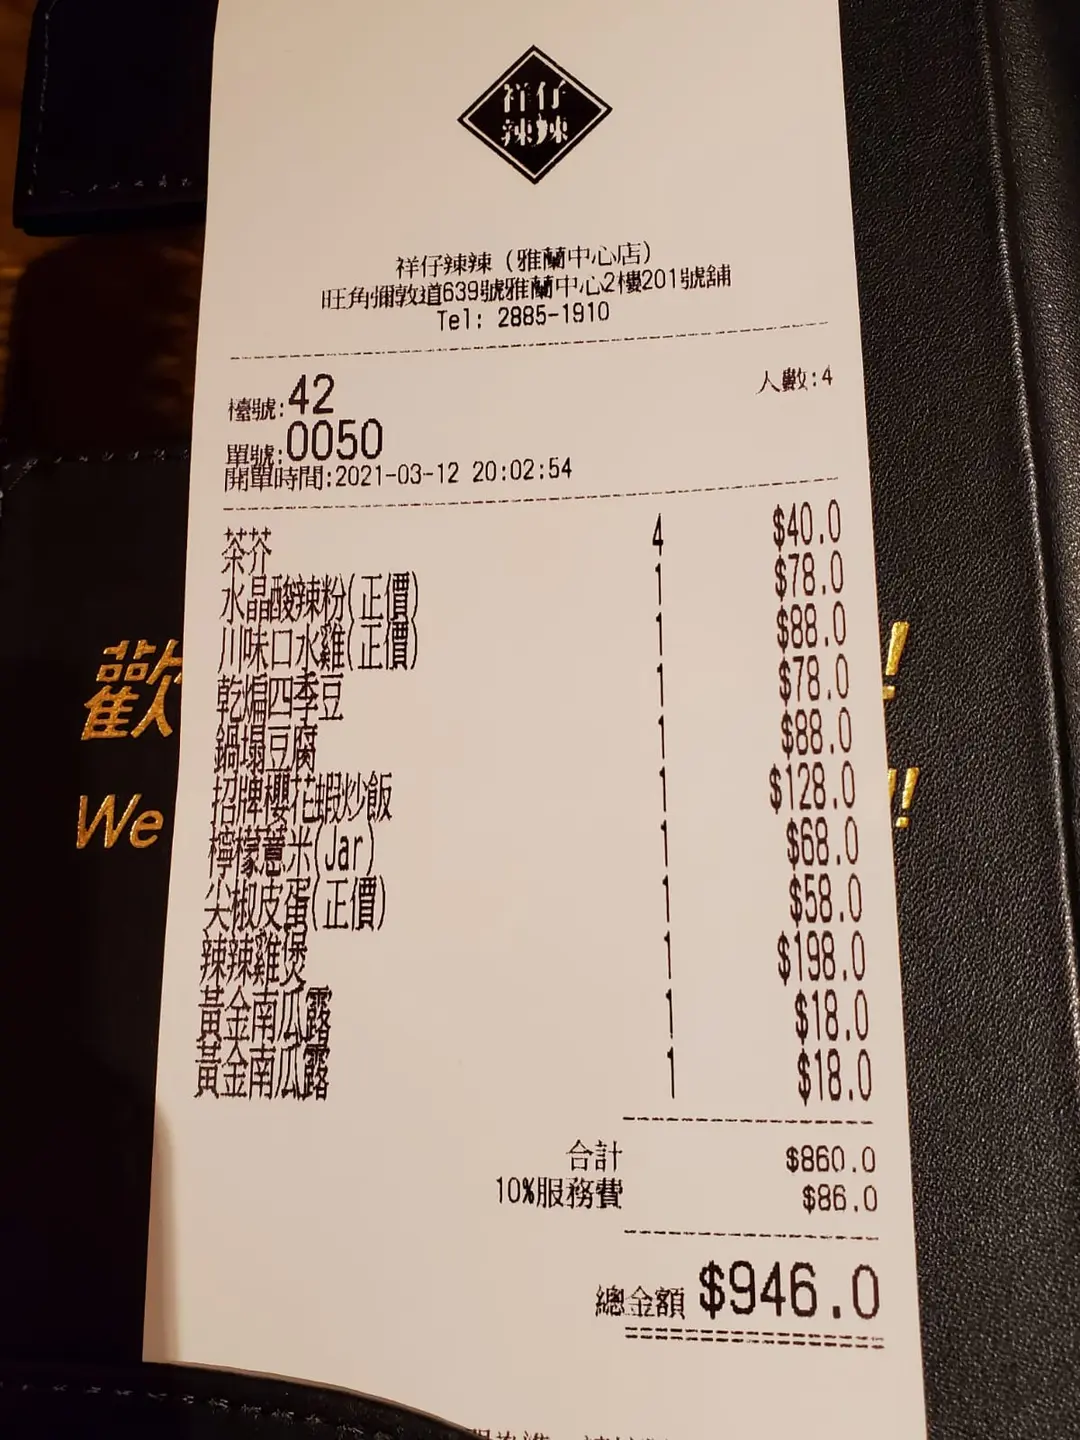 祥仔
辣辣
祥仔辣辣 (雅蘭中心店)
旺角彌敦道639號雅蘭中心2樓201號舖
Tel: 2885-1910
檯號:42 人數:4
單號:0050
開單時間:2021-03-12 20:02:54
茶芥 4 $40.0
水晶酸辣粉(正價) 1 $78.0
川味口水雞(正價) 1 $88.0
乾煸四季豆 1 $78.0
鍋塌豆腐 1 $88.0
招牌櫻花蝦炒飯 1 $128.0
檸檬薏米(Jar) 1 $68.0
尖椒皮蛋(正價) 1 $58.0
辣辣雞煲 1 $198.0
黃金南瓜露 1 $18.0
黃金南瓜露 1 $18.0
合計 $860.0
10%服務費 $86.0
總金額 $946.0
歡 !
We !!